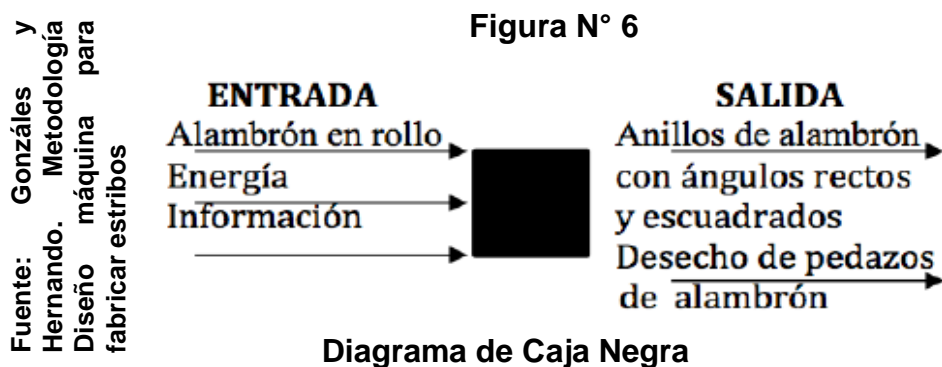 Figura N° 6
Fuente: Gonzáles y
Hernando. Metodología
Diseño máquina para
fabricar estribos
ENTRADA
Alambrón en rollo
Energía
Información
SALIDA
Anillos de alambrón
con ángulos rectos
y escuadrados
Desecho de pedazos
de alambrón
Diagrama de Caja Negra